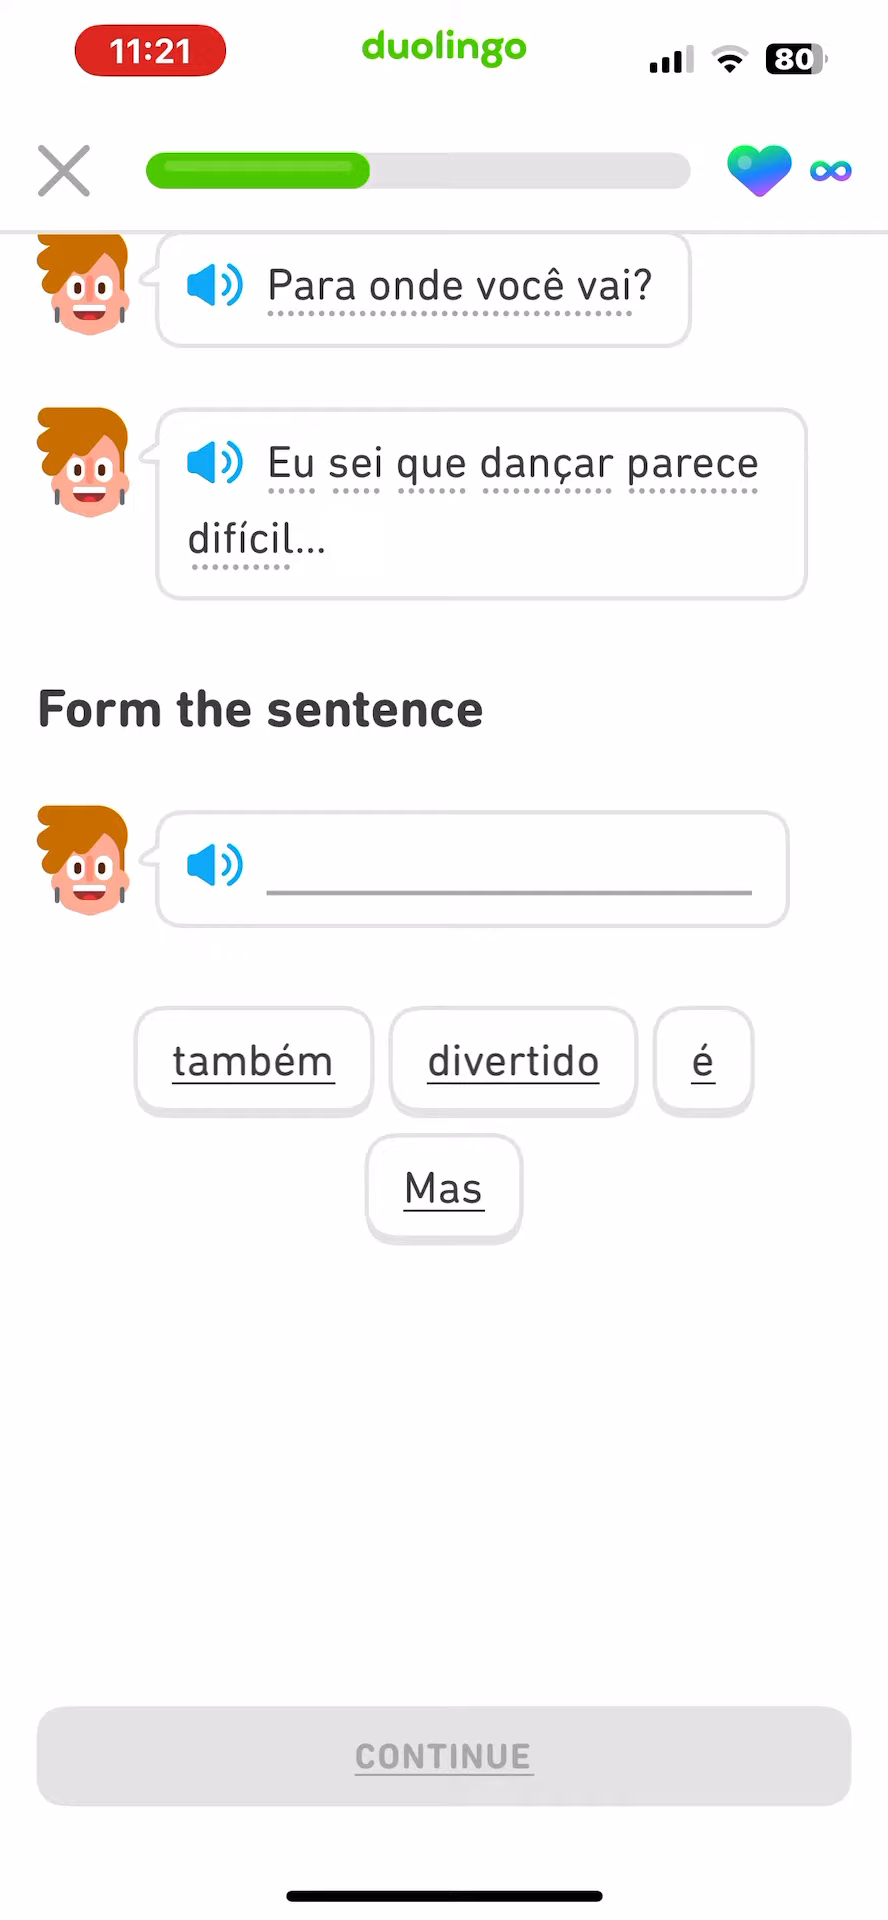 11:21
duolingo
80
Para onde você vai?
Eu sei que dançar parece
difícil...
Form the sentence
também
divertido
é
Mas
CONTINUE